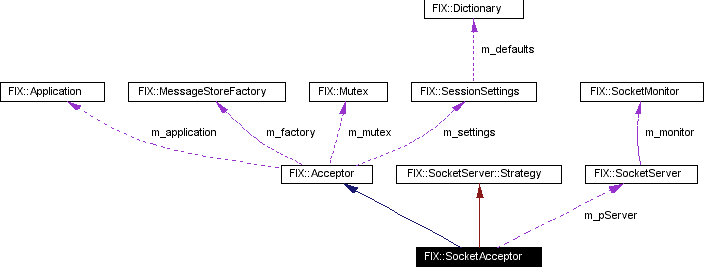 FIX::Dictionary
m_defaults
FIX::Application
FIX::MessageStoreFactory
FIX::Mutex
FIX::SessionSettings
FIX::SocketMonitor
m_application
m_factory
m_mutex
m_settings
m_monitor
FIX::Acceptor
FIX::SocketServer::Strategy
FIX::SocketServer
m_pServer
FIX::SocketAcceptor